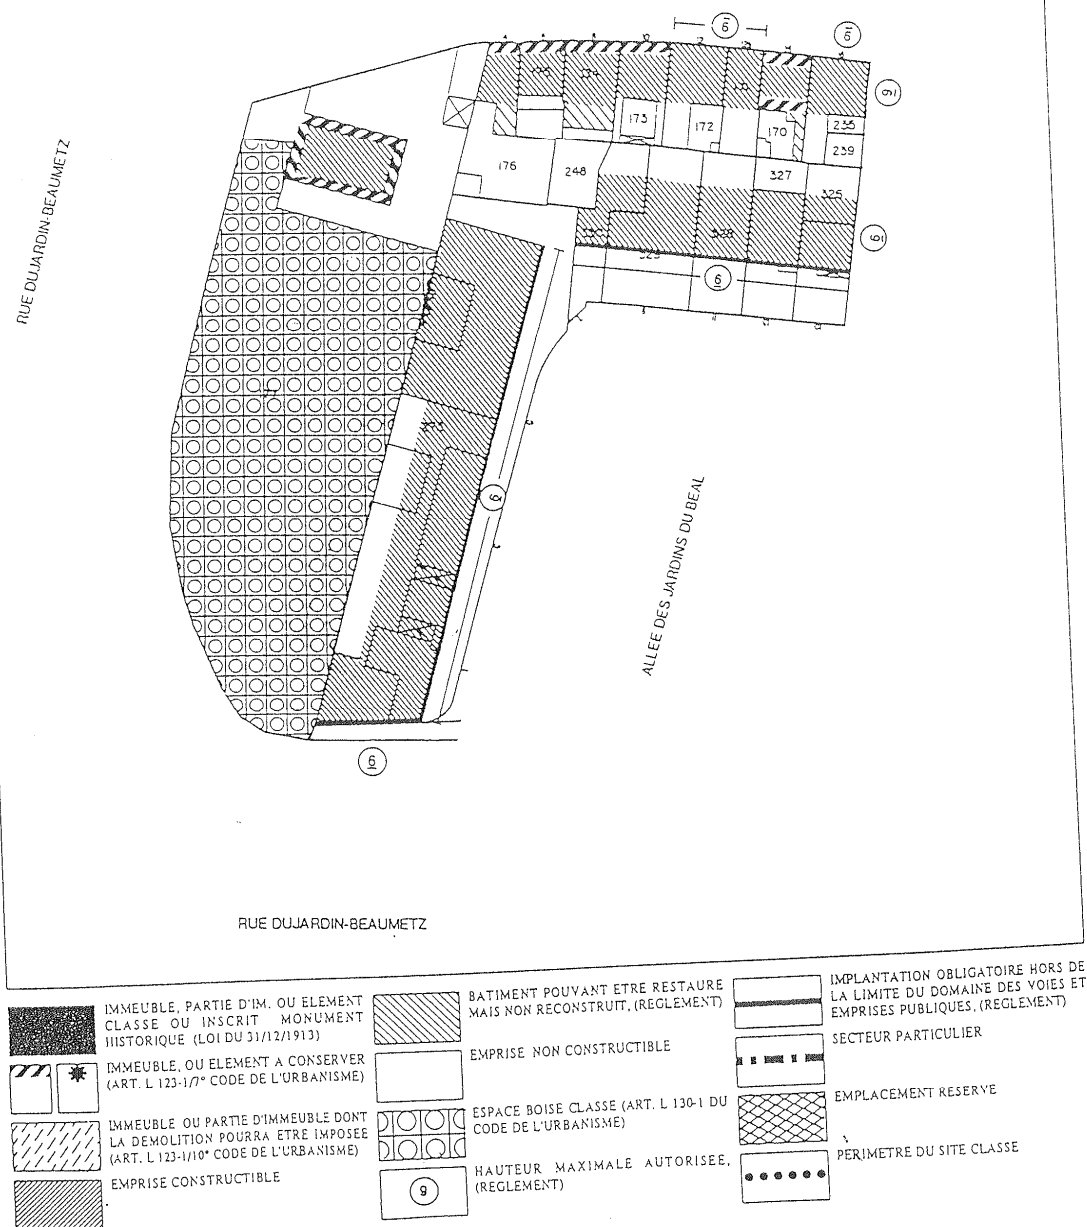 6
6
6
173
172
170
235
239
176
248
327
325
328
6
6
6
6
RUE DUJARDIN-BEAUMETZ
ALLEE DES JARDINS DU BEAL
RUE DUJARDIN-BEAUMETZ
IMMEUBLE, PARTIE D'IM. OU ELEMENT
CLASSE OU INSCRIT MONUMENT
HISTORIQUE (LOI DU 31/12/1913)
IMMEUBLE, OU ELEMENT A CONSERVER
(ART. L 123-1/7° CODE DE L'URBANISME)
IMMEUBLE OU PARTIE D'IMMEUBLE DONT
LA DEMOLITION POURRA ETRE IMPOSEE
(ART. L 123-1/10° CODE DE L'URBANISME)
EMPRISE CONSTRUCTIBLE
BATIMENT POUVANT ETRE RESTAURE
MAIS NON RECONSTRUIT, (REGLEMENT)
EMPRISE NON CONSTRUCTIBLE
ESPACE BOISE CLASSE (ART. L 130-1 DU
CODE DE L'URBANISME)
9
HAUTEUR MAXIMALE AUTORISEE,
(REGLEMENT)
IMPLANTATION OBLIGATOIRE HORS DE
LA LIMITE DU DOMAINE DES VOIES ET
EMPRISES PUBLIQUES, (REGLEMENT)
SECTEUR PARTICULIER
EMPLACEMENT RESERVE
PERIMETRE DU SITE CLASSE